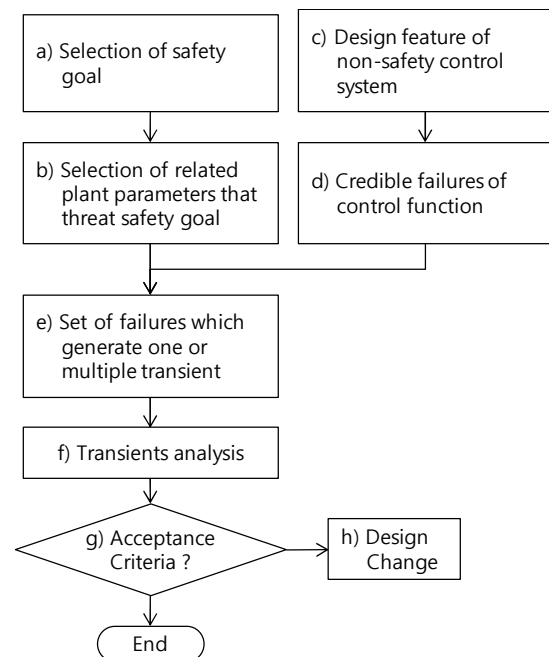 a) Selection of safety
goal
c) Design feature of
non-safety control
system
b) Selection of related
plant parameters that
threat safety goal
d) Credible failures of
control function
e) Set of failures which
generate one or
multiple transient
f) Transients analysis
g) Acceptance
Criteria ?
h) Design
Change
End